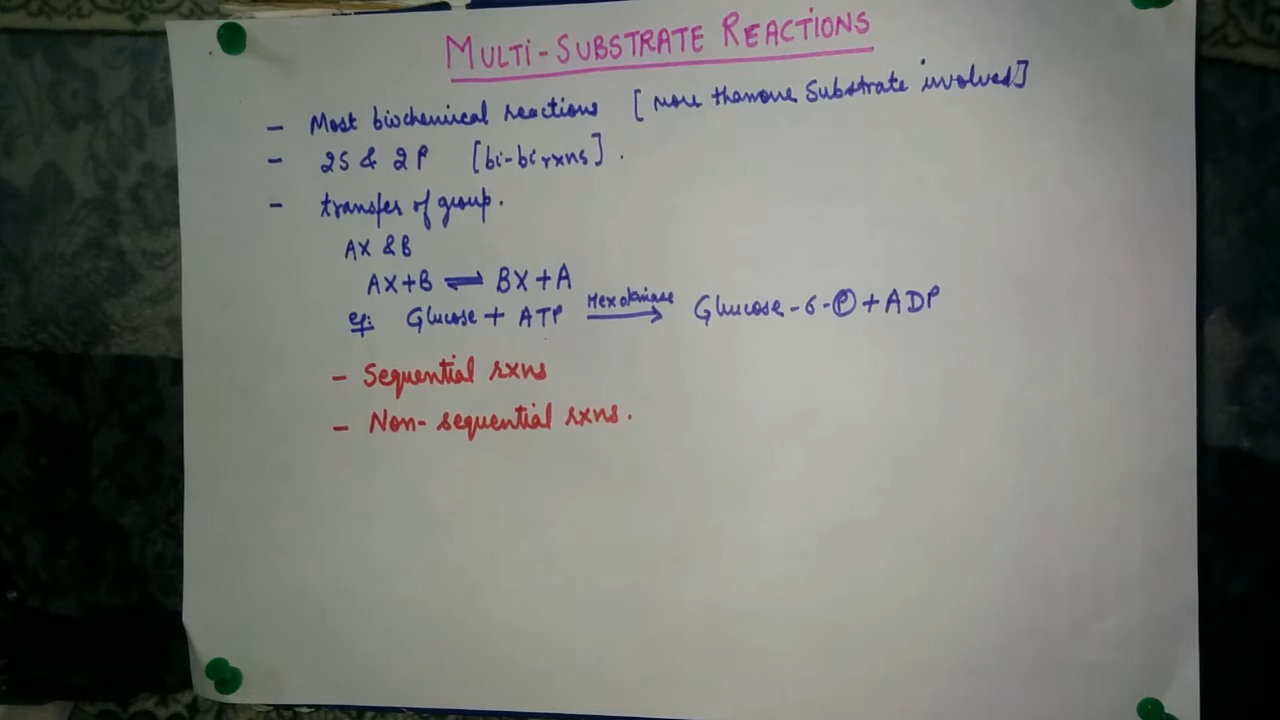 MULTI-SUBSTRATE REACTIONS
- Most biochemical reactions [more than one substrate involved]
- 2S & 2P [bi-bi rxns].
- transfer of group.
AX & B
AX+B ⇌ BX+A
eg: Glucose + ATP Hexokinase → Glucose-6-Ⓟ + ADP
- Sequential rxns
- Non-sequential rxns.